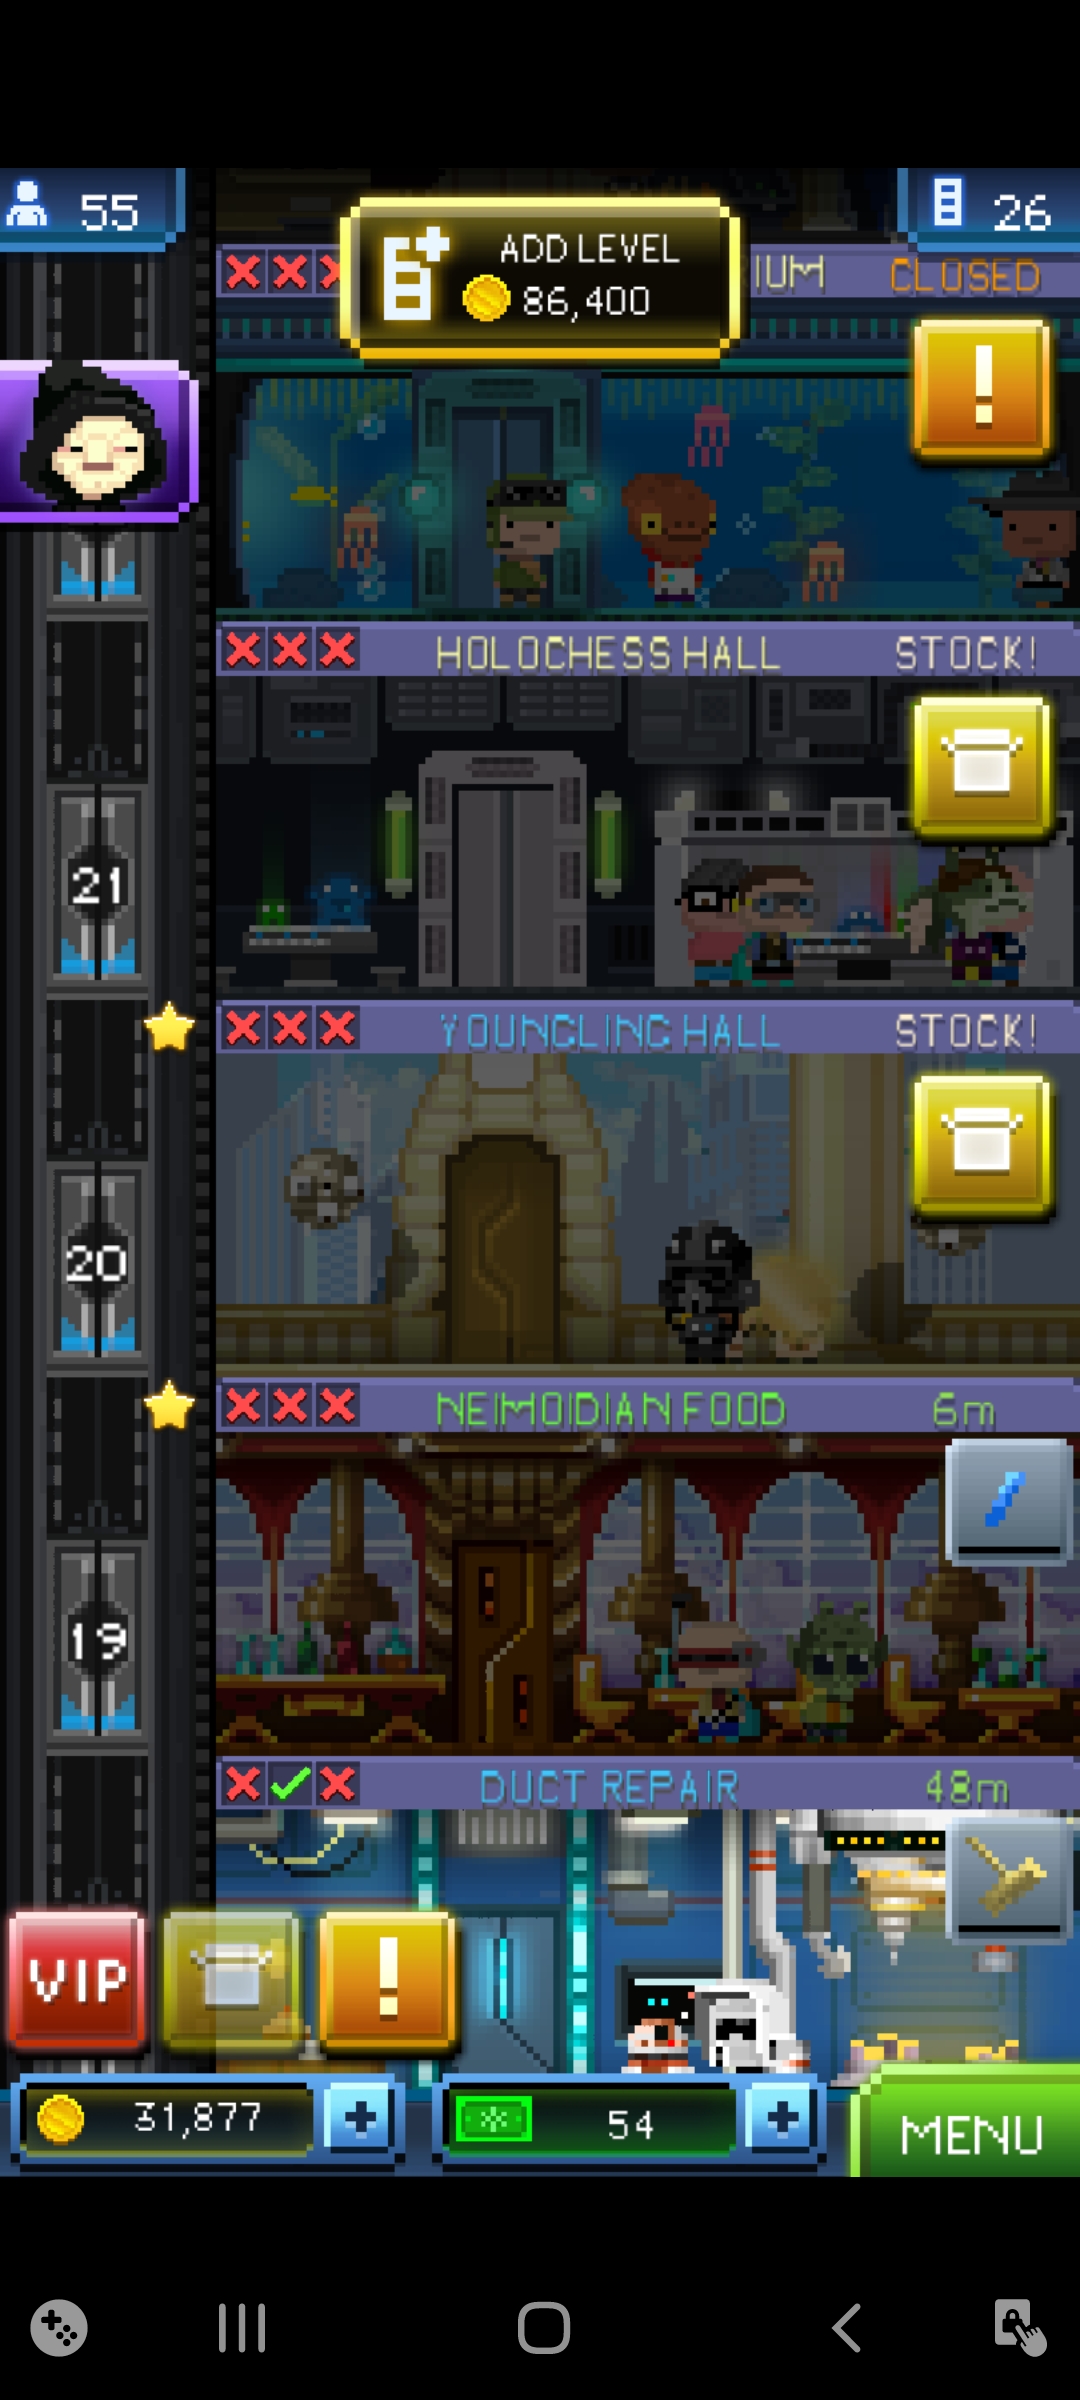 55
ADD LEVEL
86,400
26
IUM
CLOSED
!
HOLOCHESS HALL
STOCK!
21
YOUNGLING HALL
STOCK!
20
NEIMOIDIAN FOOD
6m
19
DUCT REPAIR
48m
VIP
!
31,877
+
54
+
MENU